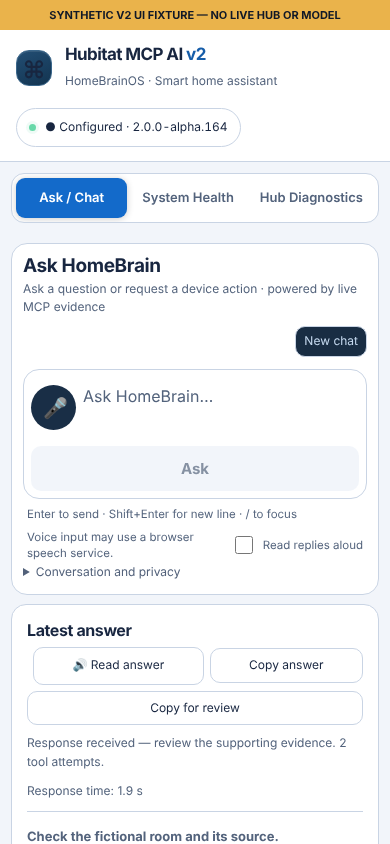 SYNTHETIC V2 UI FIXTURE — NO LIVE HUB OR MODEL
Hubitat MCP AI v2
HomeBrainOS · Smart home assistant
Configured · 2.0.0-alpha.164
Ask / Chat
System Health
Hub Diagnostics
Ask HomeBrain
Ask a question or request a device action · powered by live
MCP evidence
New chat
Ask HomeBrain...
Ask
Enter to send · Shift+Enter for new line · / to focus
Voice input may use a browser
speech service.
Read replies aloud
Conversation and privacy
Latest answer
Read answer
Copy answer
Copy for review
Response received — review the supporting evidence. 2
tool attempts.
Response time: 1.9 s
Check the fictional room and its source.